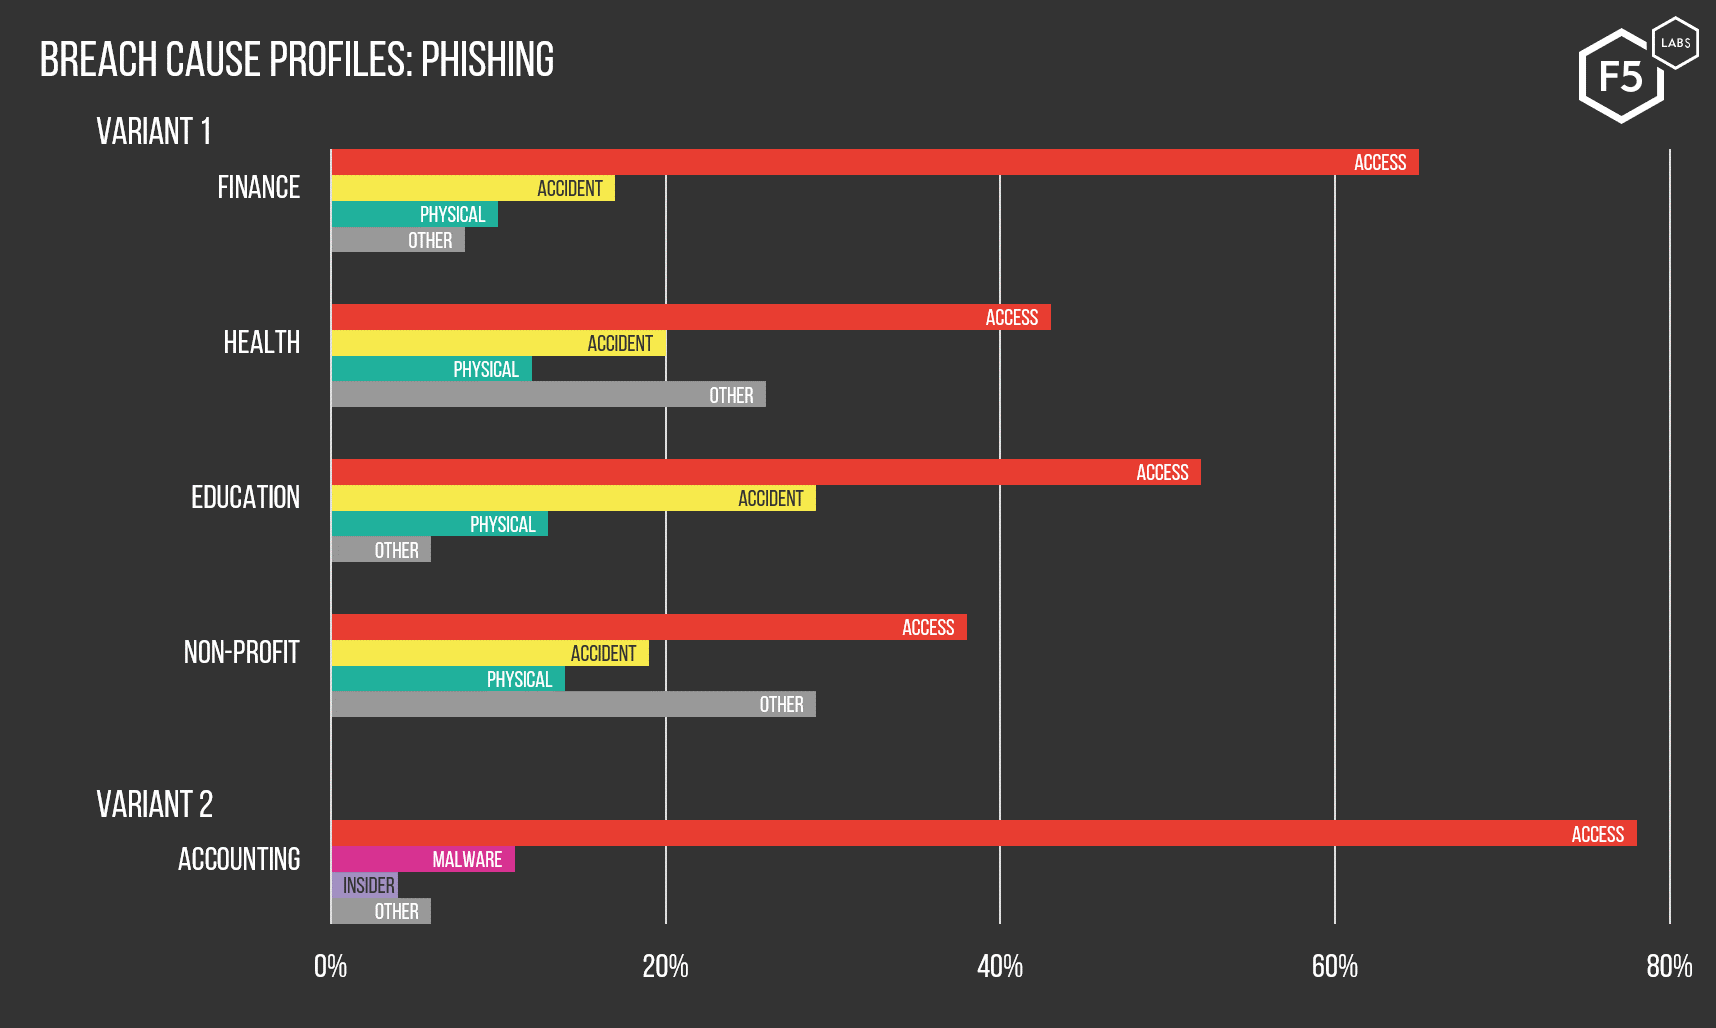 BREACH CAUSE PROFILES: PHISHING
F5
LABS
VARIANT 1
FINANCE
ACCESS
ACCIDENT
PHYSICAL
OTHER
HEALTH
ACCESS
ACCIDENT
PHYSICAL
OTHER
EDUCATION
ACCESS
ACCIDENT
PHYSICAL
OTHER
NON-PROFIT
ACCESS
ACCIDENT
PHYSICAL
OTHER
VARIANT 2
ACCOUNTING
ACCESS
MALWARE
INSIDER
OTHER
0% 20% 40% 60% 80%